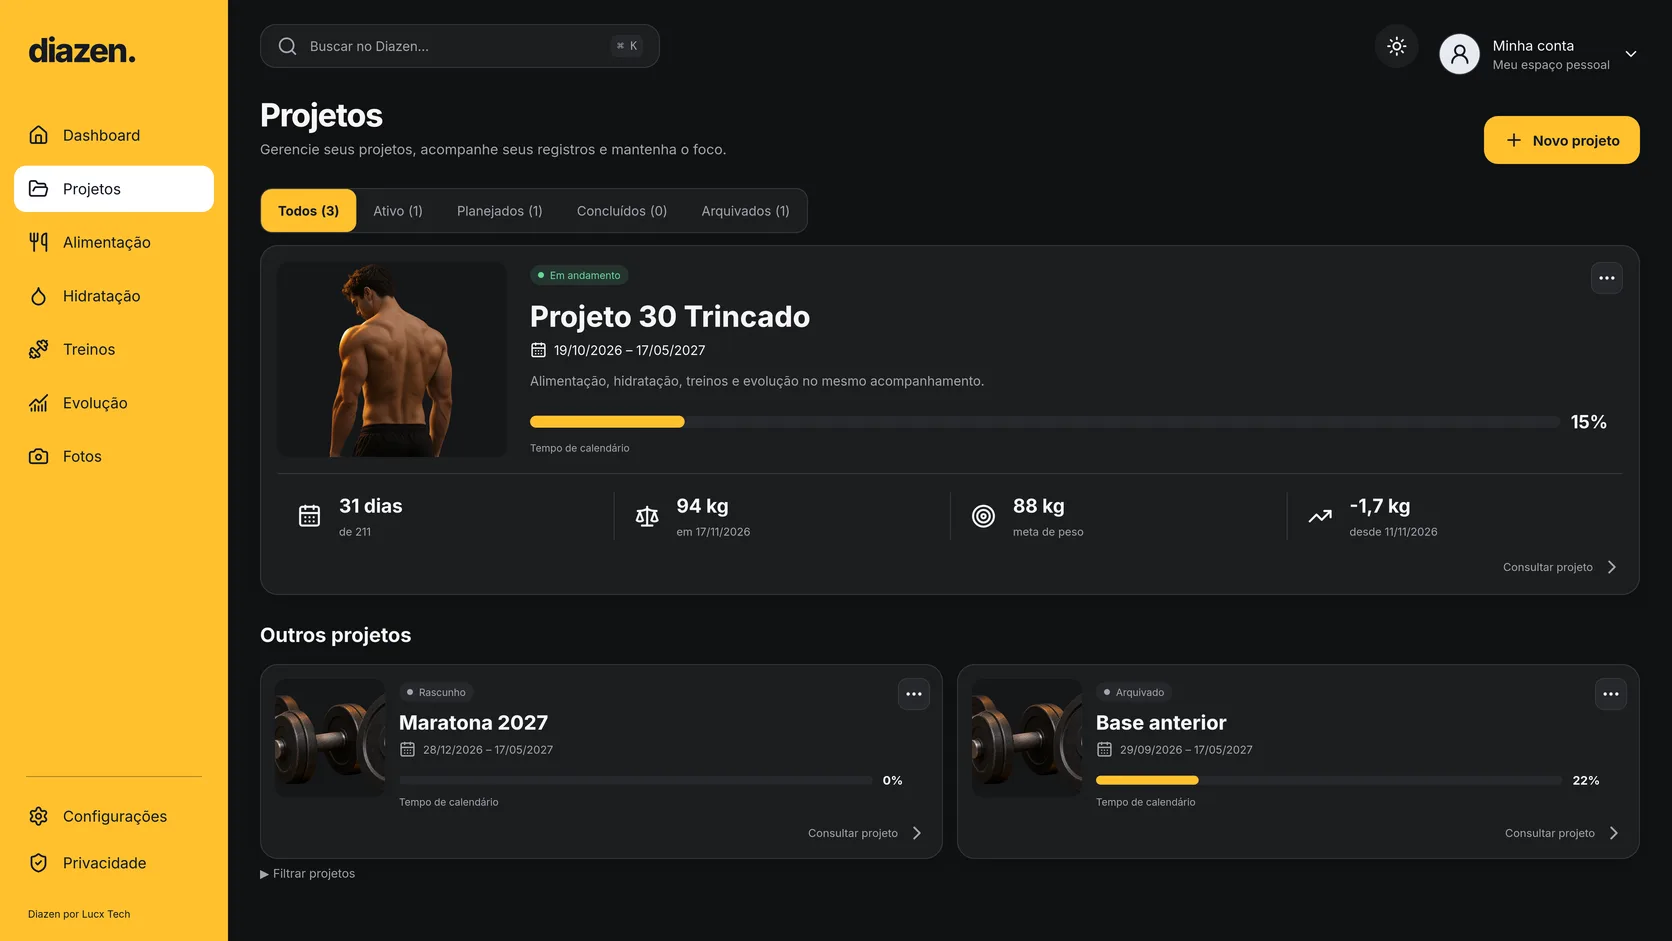 diazen.
Dashboard
Projetos
Alimentação
Hidratação
Treinos
Evolução
Fotos
Configurações
Privacidade
Diazen por Lucx Tech
Buscar no Diazen...
⌘ K
Minha conta
Meu espaço pessoal
Projetos
Gerencie seus projetos, acompanhe seus registros e mantenha o foco.
Novo projeto
Todos (3)
Ativo (1)
Planejados (1)
Concluídos (0)
Arquivados (1)
Em andamento
Projeto 30 Trincado
19/10/2026 – 17/05/2027
Alimentação, hidratação, treinos e evolução no mesmo acompanhamento.
15%
Tempo de calendário
31 dias
de 211
94 kg
em 17/11/2026
88 kg
meta de peso
-1,7 kg
desde 11/11/2026
Consultar projeto
Outros projetos
Rascunho
Maratona 2027
28/12/2026 – 17/05/2027
0%
Tempo de calendário
Consultar projeto
Arquivado
Base anterior
29/09/2026 – 17/05/2027
22%
Tempo de calendário
Consultar projeto
▶ Filtrar projetos